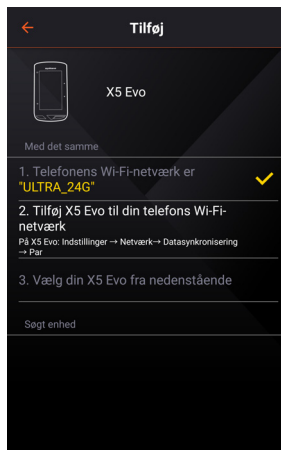 Tilføj
X5 Evo
Med det samme
1. Telefonens Wi-Fi-netværk er
"ULTRA_24G"
2. Tilføj X5 Evo til din telefons Wi-Fi-
netværk
På X5 Evo: Indstillinger → Netværk→ Datasynkronisering
→ Par
3. Vælg din X5 Evo fra nedenstående
Søgt enhed